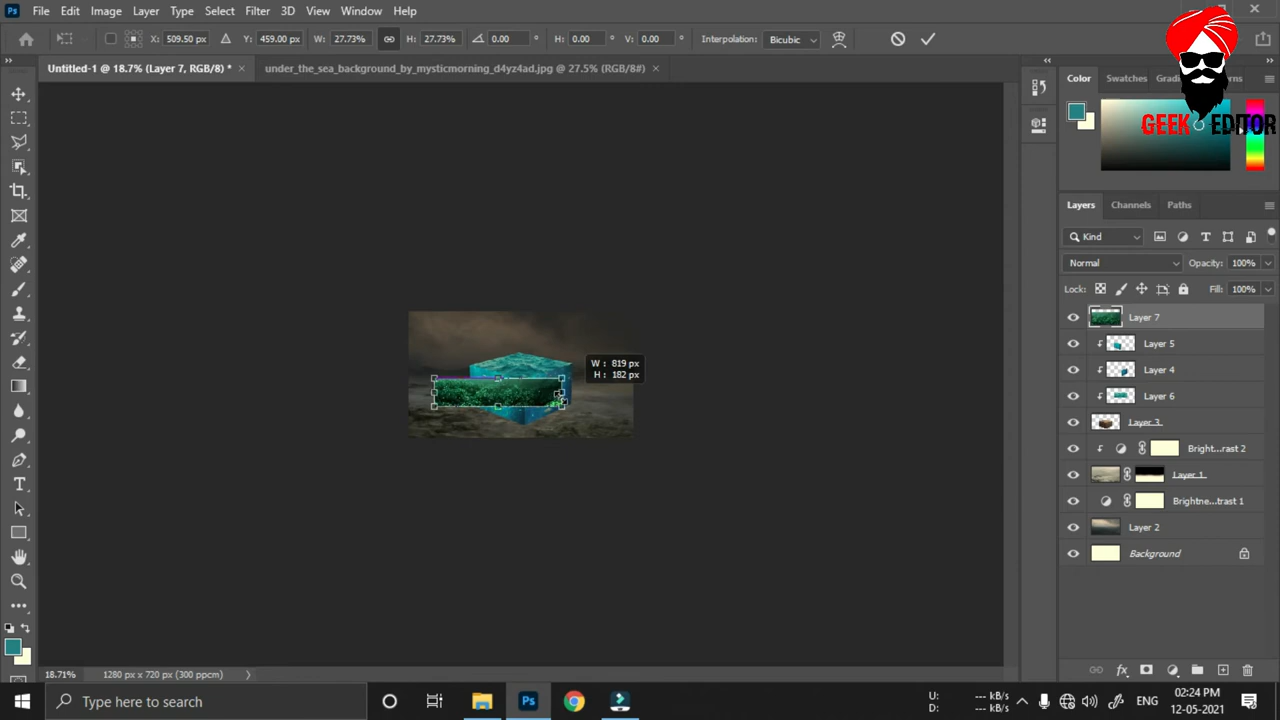 Ps File Edit Image Layer Type Select Filter 3D View Window Help
X: 509.50 px Y: 459.00 px W: 27.73% H: 27.73% 0.00 ° H: 0.00 ° V: 0.00 ° Interpolation: Bicubic
Untitled-1 @ 18.7% (Layer 7, RGB/8) * × under_the_sea_background_by_mysticmorning_d4yz4ad.jpg @ 27.5% (RGB/8#) ×
Color Swatches
GEEK EDITOR
Layers Channels Paths
Kind
Normal Opacity: 100%
Lock: Fill: 100%
Layer 7
Layer 5
W : 819 px
H : 182 px
Layer 4
Layer 6
Layer 3
Bright...rast 2
Layer 1
Brightne...trast 1
Layer 2
Background
18.71% 1280 px x 720 px (300 ppcm)
Type here to search
Ps
U: --- kB/s
D: --- kB/s
ENG
02:24 PM
12-05-2021